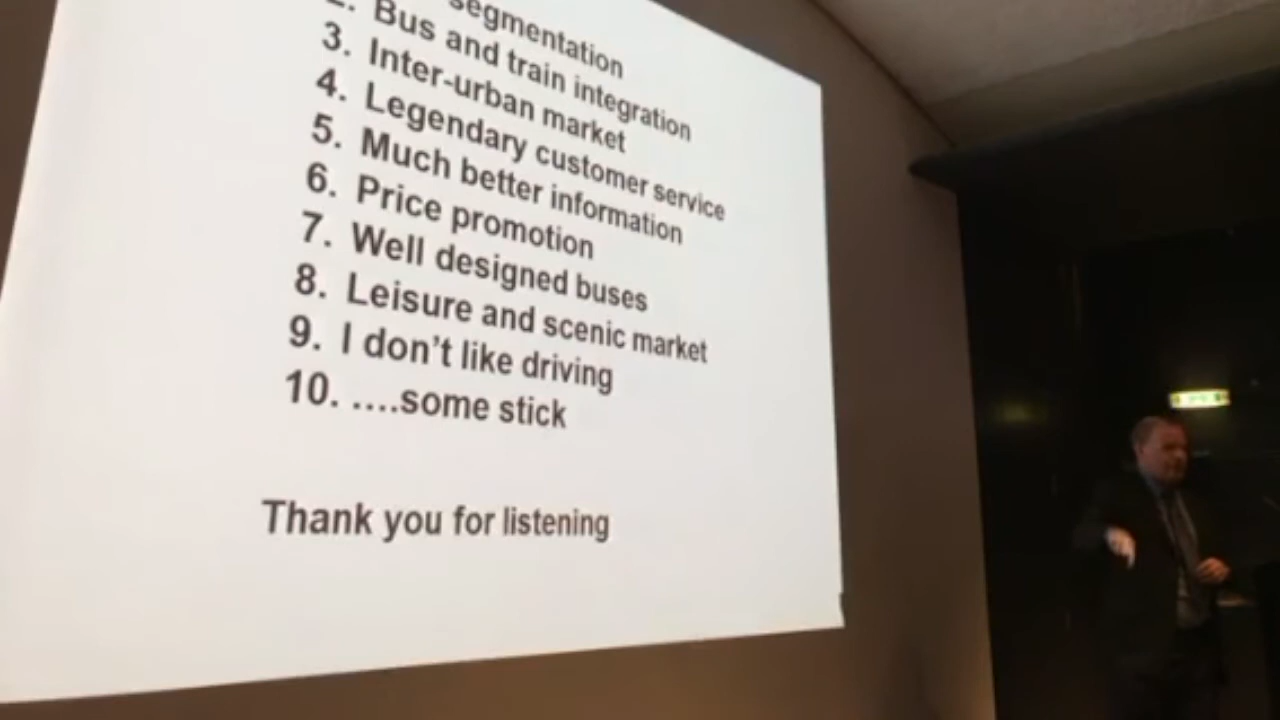 segmentation
2. Bus and train integration
3. Inter-urban market
4. Legendary customer service
5. Much better information
6. Price promotion
7. Well designed buses
8. Leisure and scenic market
9. I don't like driving
10. ....some stick
Thank you for listening